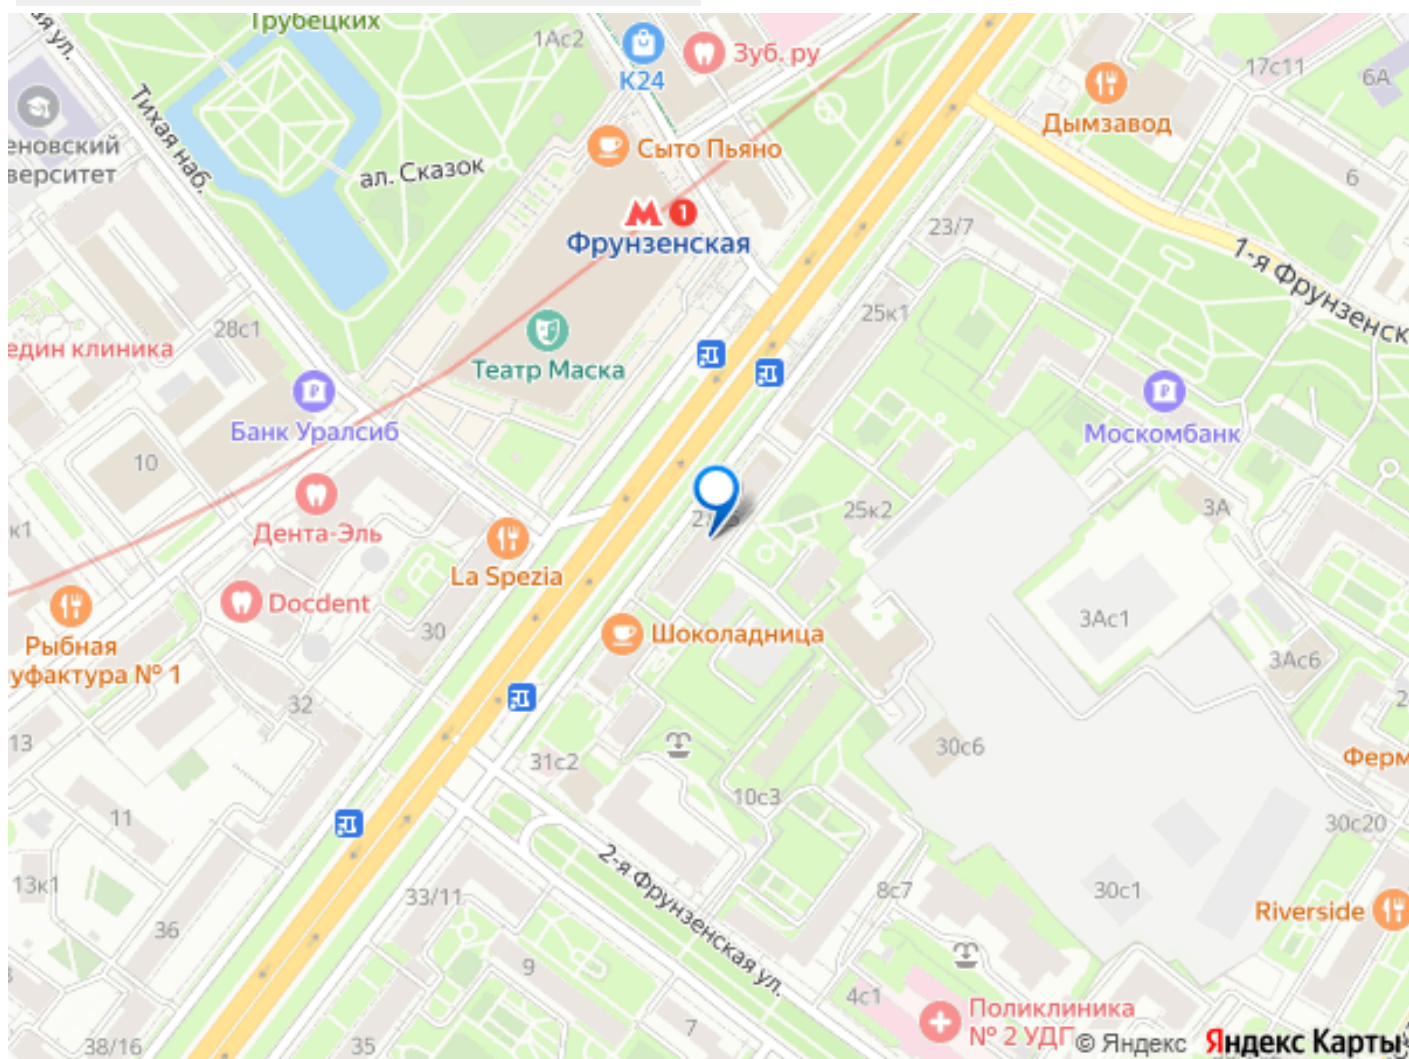 Трубецких
1Ас2
К24
Зуб.ру
17с11
6А
ая ул.
Тихая наб.
Дымзавод
еновский
верситет
ал. Сказок
Сыто Пьяно
6
1
Фрунзенская
23/7
1-я Фрунзенск
28с1
25к1
един клиника
Театр Маска
Банк Уралсиб
Москомбанк
10
к1
Дента-Эль
25к2
3А
La Spezia
Docdent
30
Шоколадница
3Ас1
Рыбная
уфактура № 1
3Ас6
32
13
31с2
30с6
Ферм
10с3
11
30с20
13к1
2-я Фрунзенская ул.
33/11
8с7
30с1
Riverside
36
9
4с1
7
Поликлиника
№ 2 УДГ
38/16
35
© Яндекс Яндекс Карты